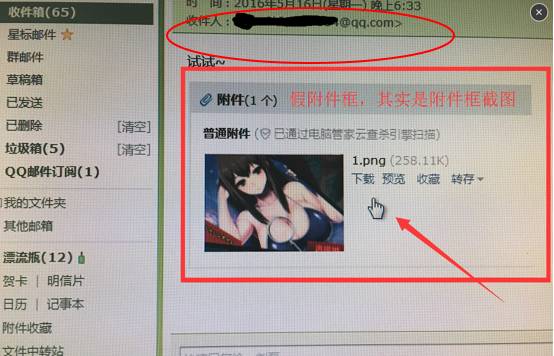 收件箱(65)
星标邮件
群邮件
草稿箱
已发送
已删除 [清空]
垃圾箱(5) [清空]
QQ邮件订阅(1)
我的文件夹
其他邮箱
漂流瓶(12)
贺卡 | 明信片
日历 | 记事本
附件收藏
文件中转站
时 间：2016年5月16日(星期一) 晚上6:33
收件人：
@qq.com>
试试~
附件(1 个)
假附件框，其实是附件框截图
普通附件 (已通过电脑管家云查杀引擎扫描)
1.png (258.11K)
下载 预览 收藏 转存